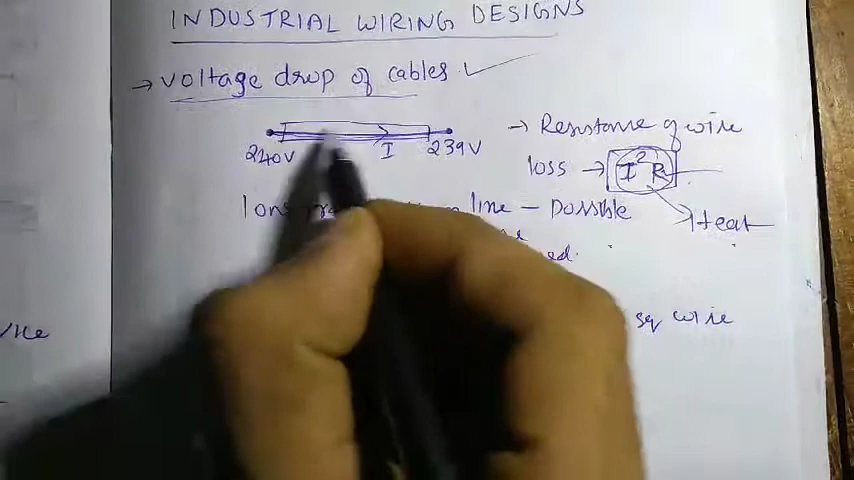 INDUSTRIAL WIRING DESIGNS
→ Voltage drop of cables ✓
240V I 239V
→ Resistance of wire
loss → I²R
Heat
line - Possible
ed.
sq wire